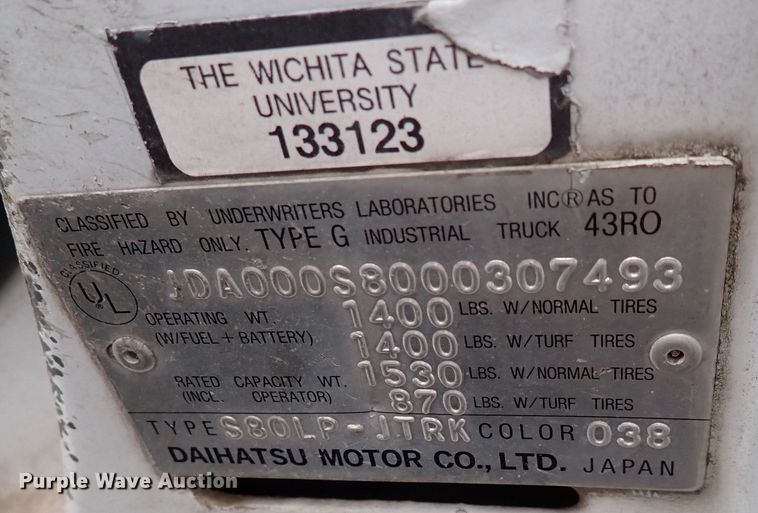 THE WICHITA STATE
UNIVERSITY
133123
CLASSIFIED BY UNDERWRITERS LABORATORIES INC® AS TO
FIRE HAZARD ONLY. TYPE G INDUSTRIAL TRUCK 43RO
CLASSIFIED
UL
JDA000S8000307493
OPERATING WT. 1400 LBS. W/NORMAL TIRES
(W/FUEL + BATTERY) 1400 LBS. W/TURF TIRES
RATED CAPACITY WT. 1530 LBS. W/NORMAL TIRES
(INCL. OPERATOR) 870 LBS. W/TURF TIRES
TYPE S80LP-JTRK COLOR 038
DAIHATSU MOTOR CO., LTD. JAPAN
Purple Wave Auction